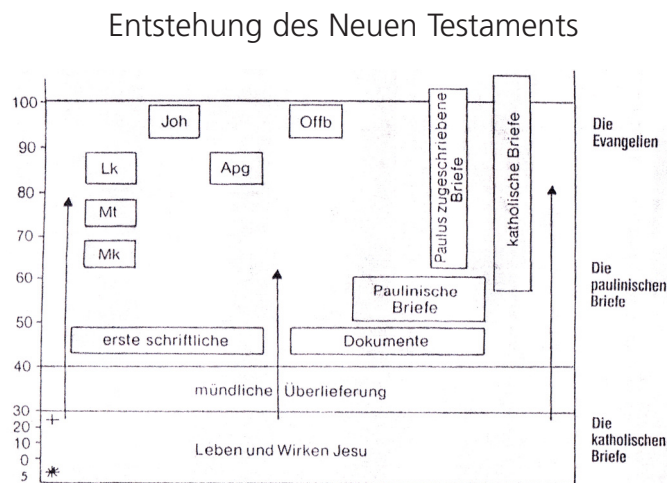 Entstehung des Neuen Testaments
100
Joh
Offb
Die
Evangelien
90
Lk
Apg
Paulus zugeschriebene
Briefe
katholische Briefe
80
Mt
70
Mk
60
Die
paulinischen
Briefe
Paulinische
Briefe
50
erste schriftliche
Dokumente
40
mündliche Überlieferung
30
+
20
10
0
5
*
Leben und Wirken Jesu
Die
katholischen
Briefe